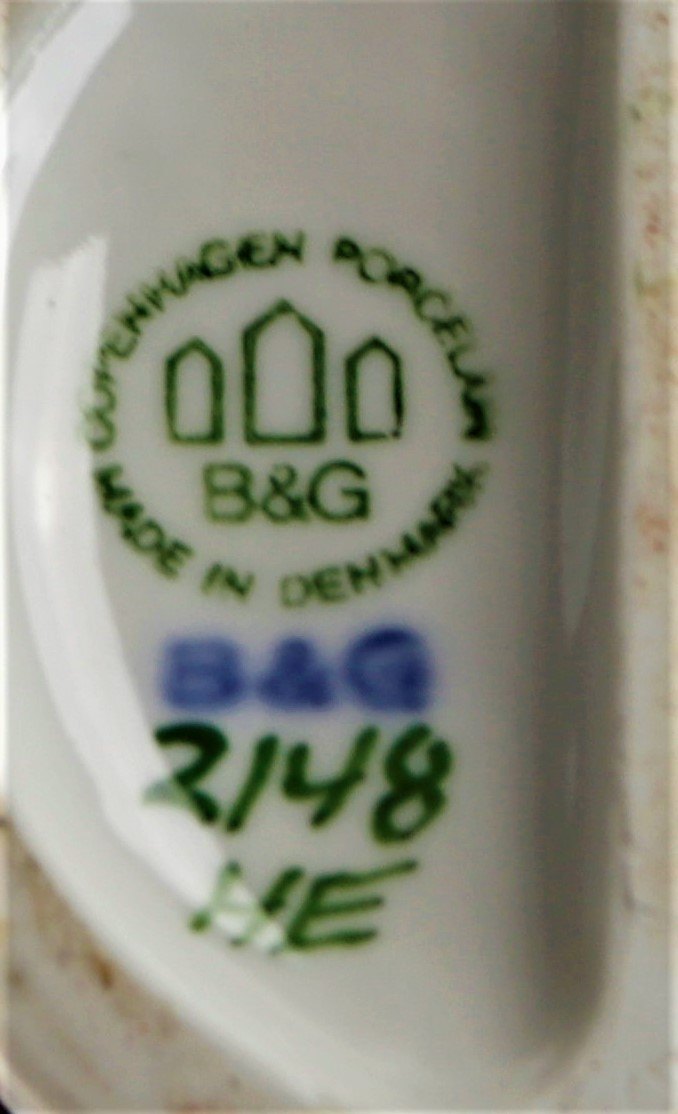 COPENHAGEN PORCELAIN
B&G
MADE IN DENMARK
B&G
2148
HE